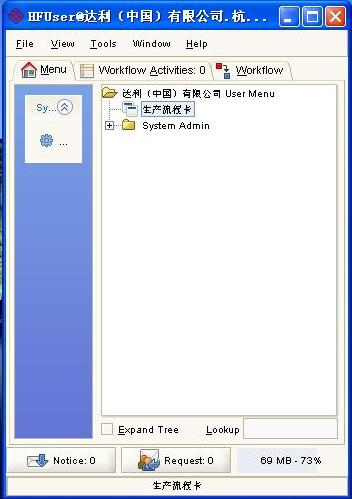 HFUser@达利（中国）有限公司.杭...
File View Tools Window Help
Menu Workflow Activities: 0 Workflow
Sy...
...
达利（中国）有限公司 User Menu
生产流程卡
System Admin
Expand Tree Lookup
Notice: 0 Request: 0 69 MB - 73%
生产流程卡